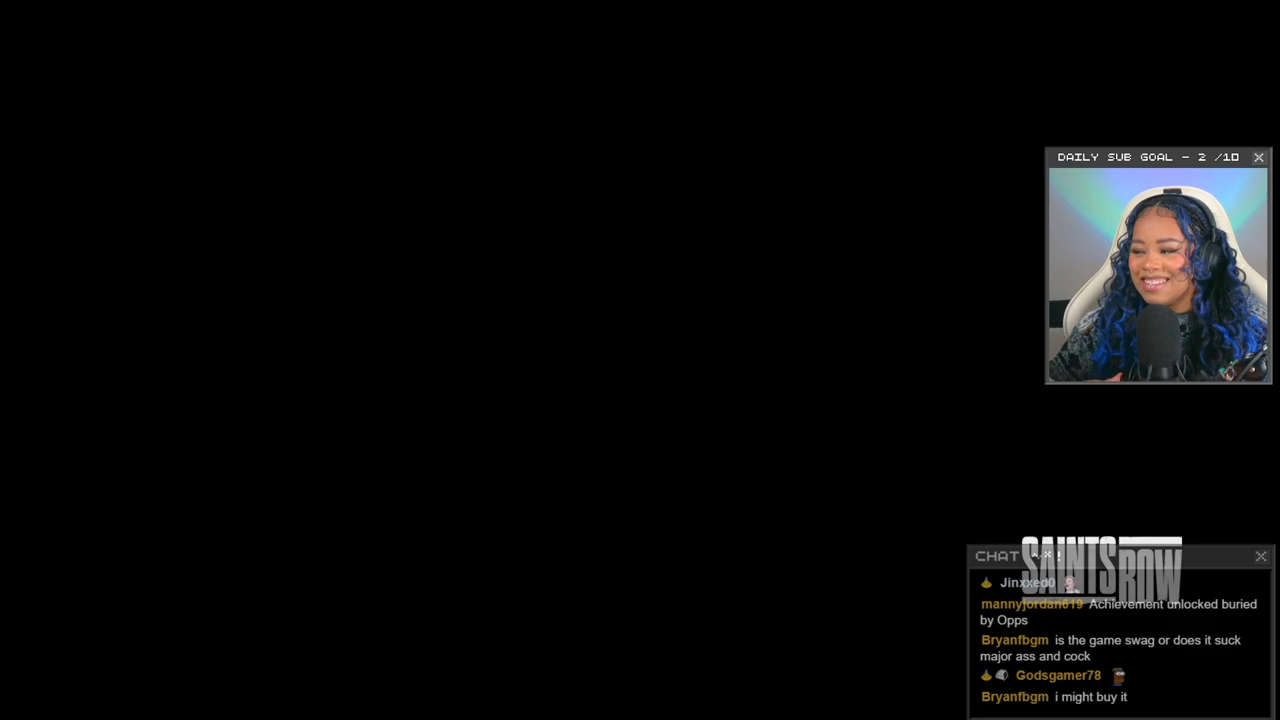 DAILY SUB GOAL - 2 /10
SAINTS ROW
CHAT
Jinxxed0
mannyjordan619 Achievement unlocked buried
by Opps
Bryanfbgm is the game swag or does it suck
major ass and cock
Godsgamer78
Bryanfbgm i might buy it